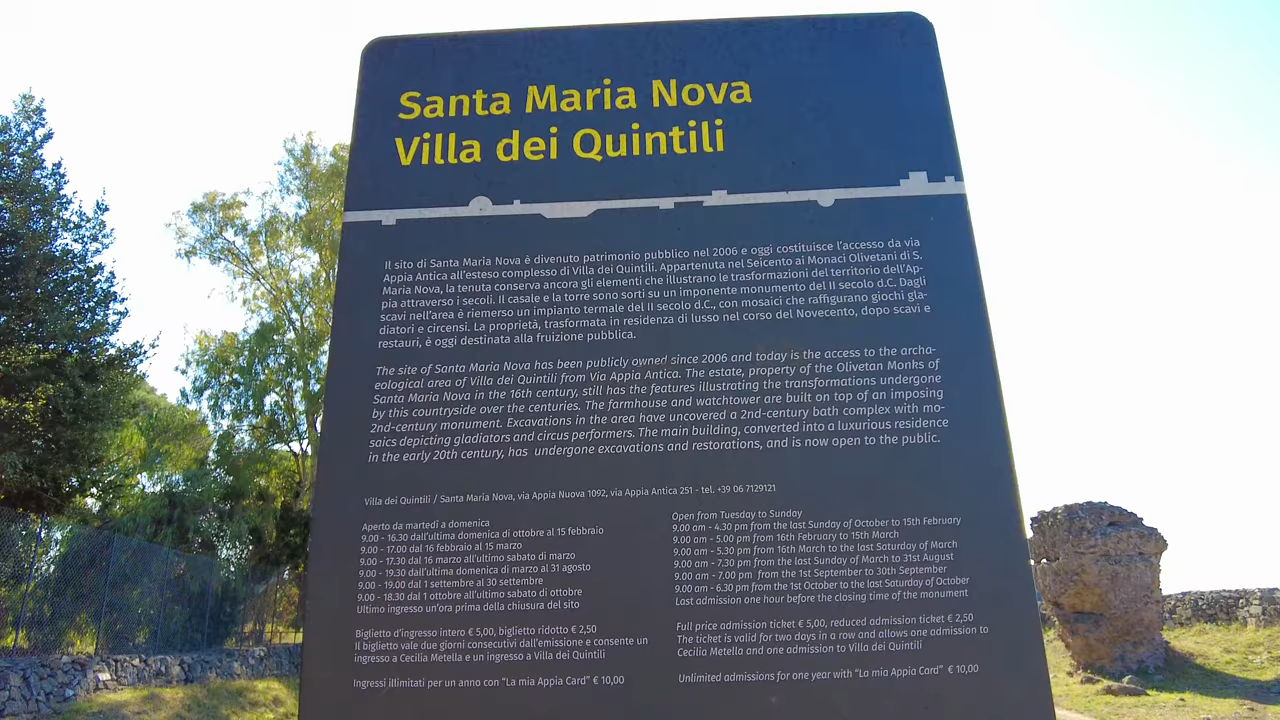 Santa Maria Nova
Villa dei Quintili
Il sito di Santa Maria Nova è divenuto patrimonio pubblico nel 2006 e oggi costituisce l'accesso da via
Appia Antica all'esteso complesso di Villa dei Quintili. Appartenuta nel Seicento ai Monaci Olivetani di S.
Maria Nova, la tenuta conserva ancora gli elementi che illustrano le trasformazioni del territorio dell'Ap-
pia attraverso i secoli. Il casale e la torre sono sorti su un imponente monumento del II secolo d.C. Dagli
scavi nell'area è riemerso un impianto termale del II secolo d.C., con mosaici che raffigurano giochi gla-
diatori e circensi. La proprietà, trasformata in residenza di lusso nel corso del Novecento, dopo scavi e
restauri, è oggi destinata alla fruizione pubblica.
The site of Santa Maria Nova has been publicly owned since 2006 and today is the access to the archa-
eological area of Villa dei Quintili from Via Appia Antica. The estate, property of the Olivetan Monks of
Santa Maria Nova in the 16th century, still has the features illustrating the transformations undergone
by this countryside over the centuries. The farmhouse and watchtower are built on top of an imposing
2nd-century monument. Excavations in the area have uncovered a 2nd-century bath complex with mo-
saics depicting gladiators and circus performers. The main building, converted into a luxurious residence
in the early 20th century, has undergone excavations and restorations, and is now open to the public.
Villa dei Quintili / Santa Maria Nova, via Appia Nuova 1092, via Appia Antica 251 - tel. +39 06 7129121
Aperto da martedì a domenica
9.00 - 16.30 dall'ultima domenica di ottobre al 15 febbraio
9.00 - 17.00 dal 16 febbraio al 15 marzo
9.00 - 17.30 dal 16 marzo all'ultimo sabato di marzo
9.00 - 19.30 dall'ultima domenica di marzo al 31 agosto
9.00 - 19.00 dal 1 settembre al 30 settembre
9.00 - 18.30 dal 1 ottobre all'ultimo sabato di ottobre
Ultimo ingresso un'ora prima della chiusura del sito
Biglietto d'ingresso intero € 5,00, biglietto ridotto € 2,50
Il biglietto vale due giorni consecutivi dall'emissione e consente un
ingresso a Cecilia Metella e un ingresso a Villa dei Quintili
Ingressi illimitati per un anno con "La mia Appia Card" € 10,00
Open from Tuesday to Sunday
9.00 am - 4.30 pm from the last Sunday of October to 15th February
9.00 am - 5.00 pm from 16th February to 15th March
9.00 am - 5.30 pm from 16th March to the last Saturday of March
9.00 am - 7.30 pm from the last Sunday of March to 31st August
9.00 am - 7.00 pm from the 1st September to 30th September
9.00 am - 6.30 pm from the 1st October to the last Saturday of October
Last admission one hour before the closing time of the monument
Full price admission ticket € 5,00, reduced admission ticket € 2,50
The ticket is valid for two days in a row and allows one admission to
Cecilia Metella and one admission to Villa dei Quintili
Unlimited admissions for one year with "La mia Appia Card" € 10,00